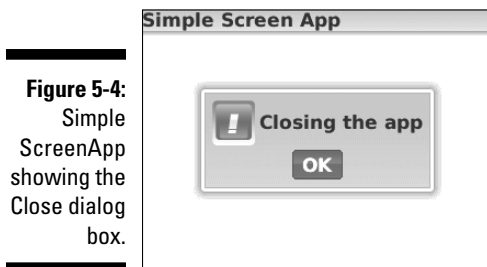 Simple Screen App
Figure 5-4:
Simple
ScreenApp
showing the
Close dialog
box.
! Closing the app
OK